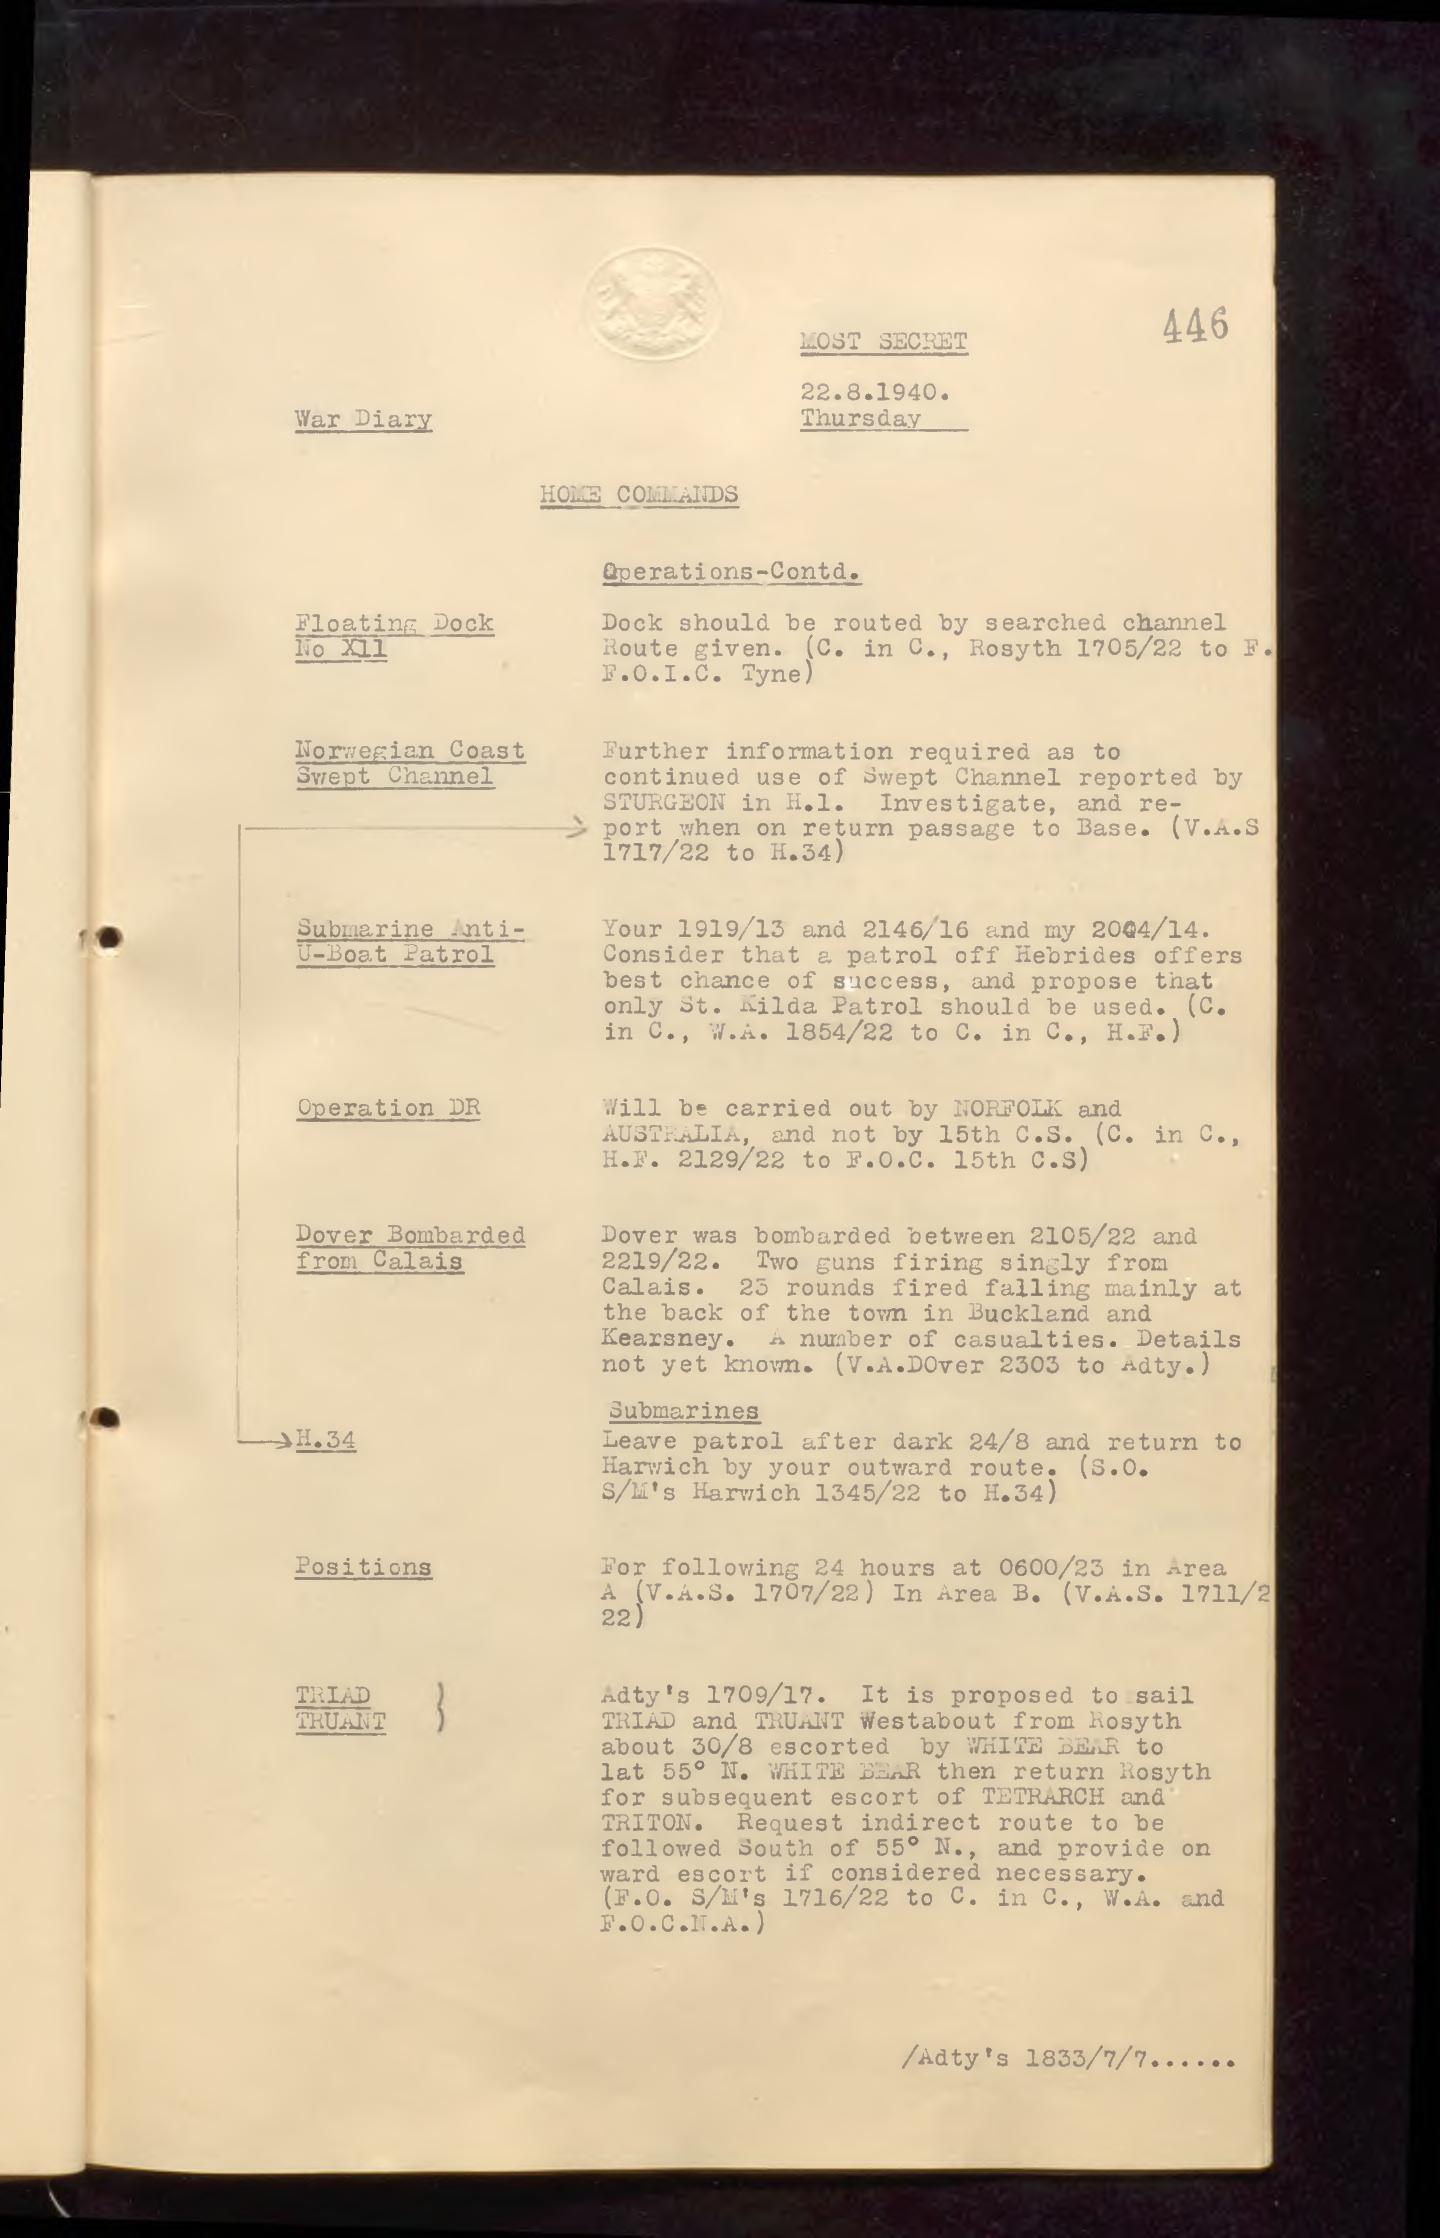 446
MOST SECRET
22.8.1940.
War Diary
Thursday
HOME COMMANDS
Operations-Contd.
Floating Dock
No X11
Dock should be routed by searched channel
Route given. (C. in C., Rosyth 1705/22 to F.
F.O.I.C. Tyne)
Norwegian Coast
Swept Channel
Further information required as to
continued use of Swept Channel reported by
STURGEON in H.1. Investigate, and re-
port when on return passage to Base. (V.A.S
1717/22 to H.34)
Submarine Anti-
U-Boat Patrol
Your 1919/13 and 2146/16 and my 2004/14.
Consider that a patrol off Hebrides offers
best chance of success, and propose that
only St. Kilda Patrol should be used. (C.
in C., W.A. 1854/22 to C. in C., H.F.)
Operation DR
Will be carried out by NORFOLK and
AUSTRALIA, and not by 15th C.S. (C. in C.,
H.F. 2129/22 to F.O.C. 15th C.S)
Dover Bombarded
from Calais
Dover was bombarded between 2105/22 and
2219/22. Two guns firing singly from
Calais. 23 rounds fired falling mainly at
the back of the town in Buckland and
Kearsney. A number of casualties. Details
not yet known. (V.A.DOver 2303 to Adty.)
Submarines
H.34
Leave patrol after dark 24/8 and return to
Harwich by your outward route. (S.O.
S/M's Harwich 1345/22 to H.34)
Positions
For following 24 hours at 0600/23 in Area
A (V.A.S. 1707/22) In Area B. (V.A.S. 1711/2
22)
TRIAD
TRUANT }
Adty's 1709/17. It is proposed to sail
TRIAD and TRUANT Westabout from Rosyth
about 30/8 escorted by WHITE BEAR to
lat 55° N. WHITE BEAR then return Rosyth
for subsequent escort of TETRARCH and
TRITON. Request indirect route to be
followed South of 55° N., and provide on
ward escort if considered necessary.
(F.O. S/M's 1716/22 to C. in C., W.A. and
F.O.C.N.A.)
/Adty's 1833/7/7......